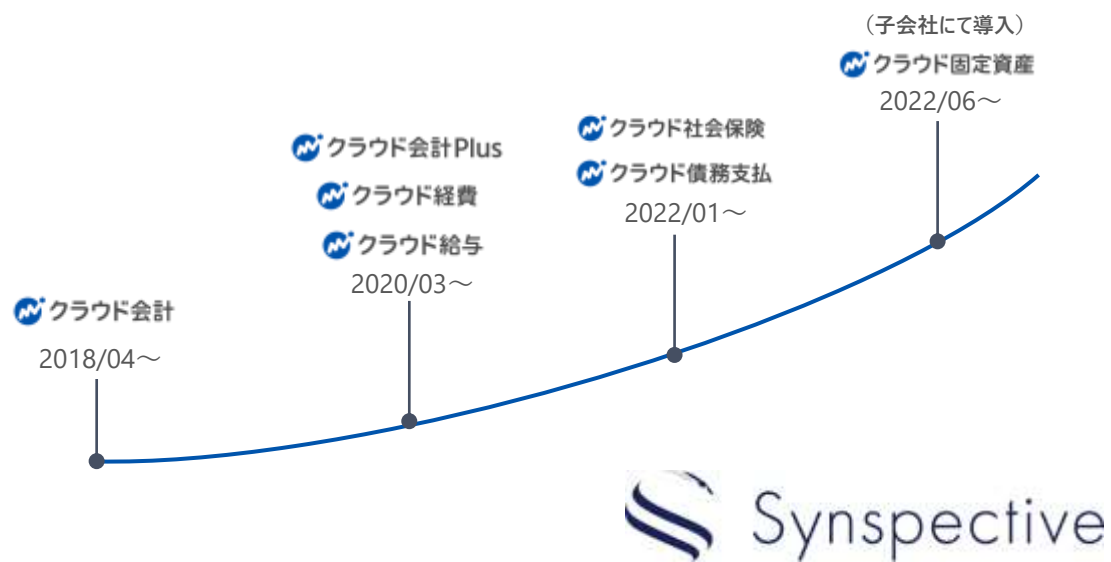 クラウド会計
2018/04～
クラウド会計Plus
クラウド経費
クラウド給与
2020/03～
クラウド社会保険
クラウド債務支払
2022/01～
（子会社にて導入）
クラウド固定資産
2022/06～
Synspective